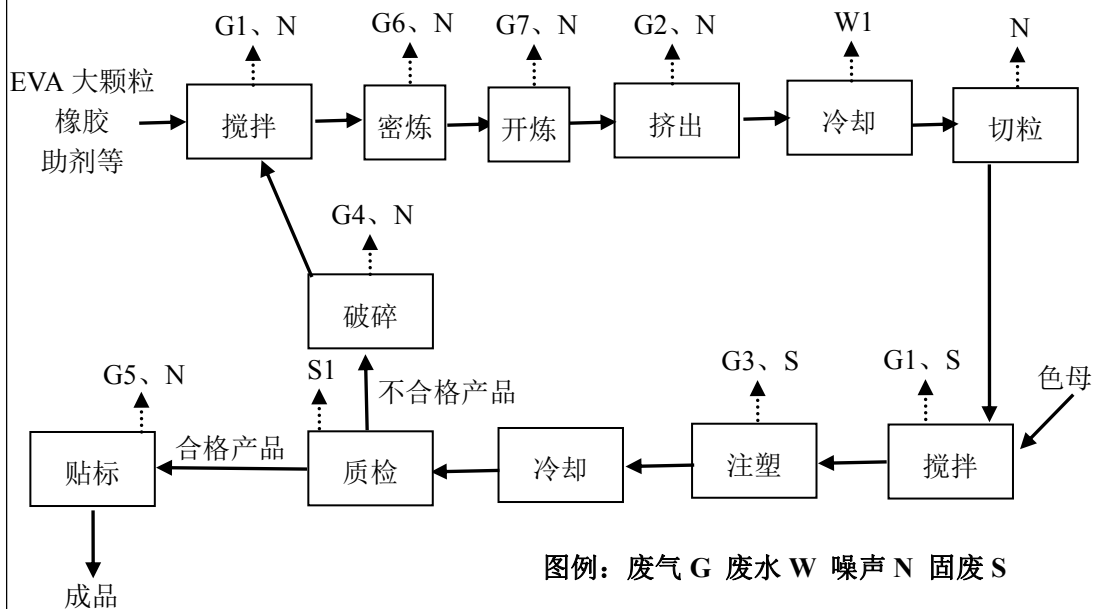 G1、N
G6、N
G7、N
G2、N
W1
N
EVA 大颗粒
橡胶
助剂等
搅拌
密炼
开炼
挤出
冷却
切粒
G4、N
破碎
G5、N
S1
不合格产品
G3、S
G1、S
色母
合格产品
贴标
质检
冷却
注塑
搅拌
成品
图例：废气 G 废水 W 噪声 N 固废 S